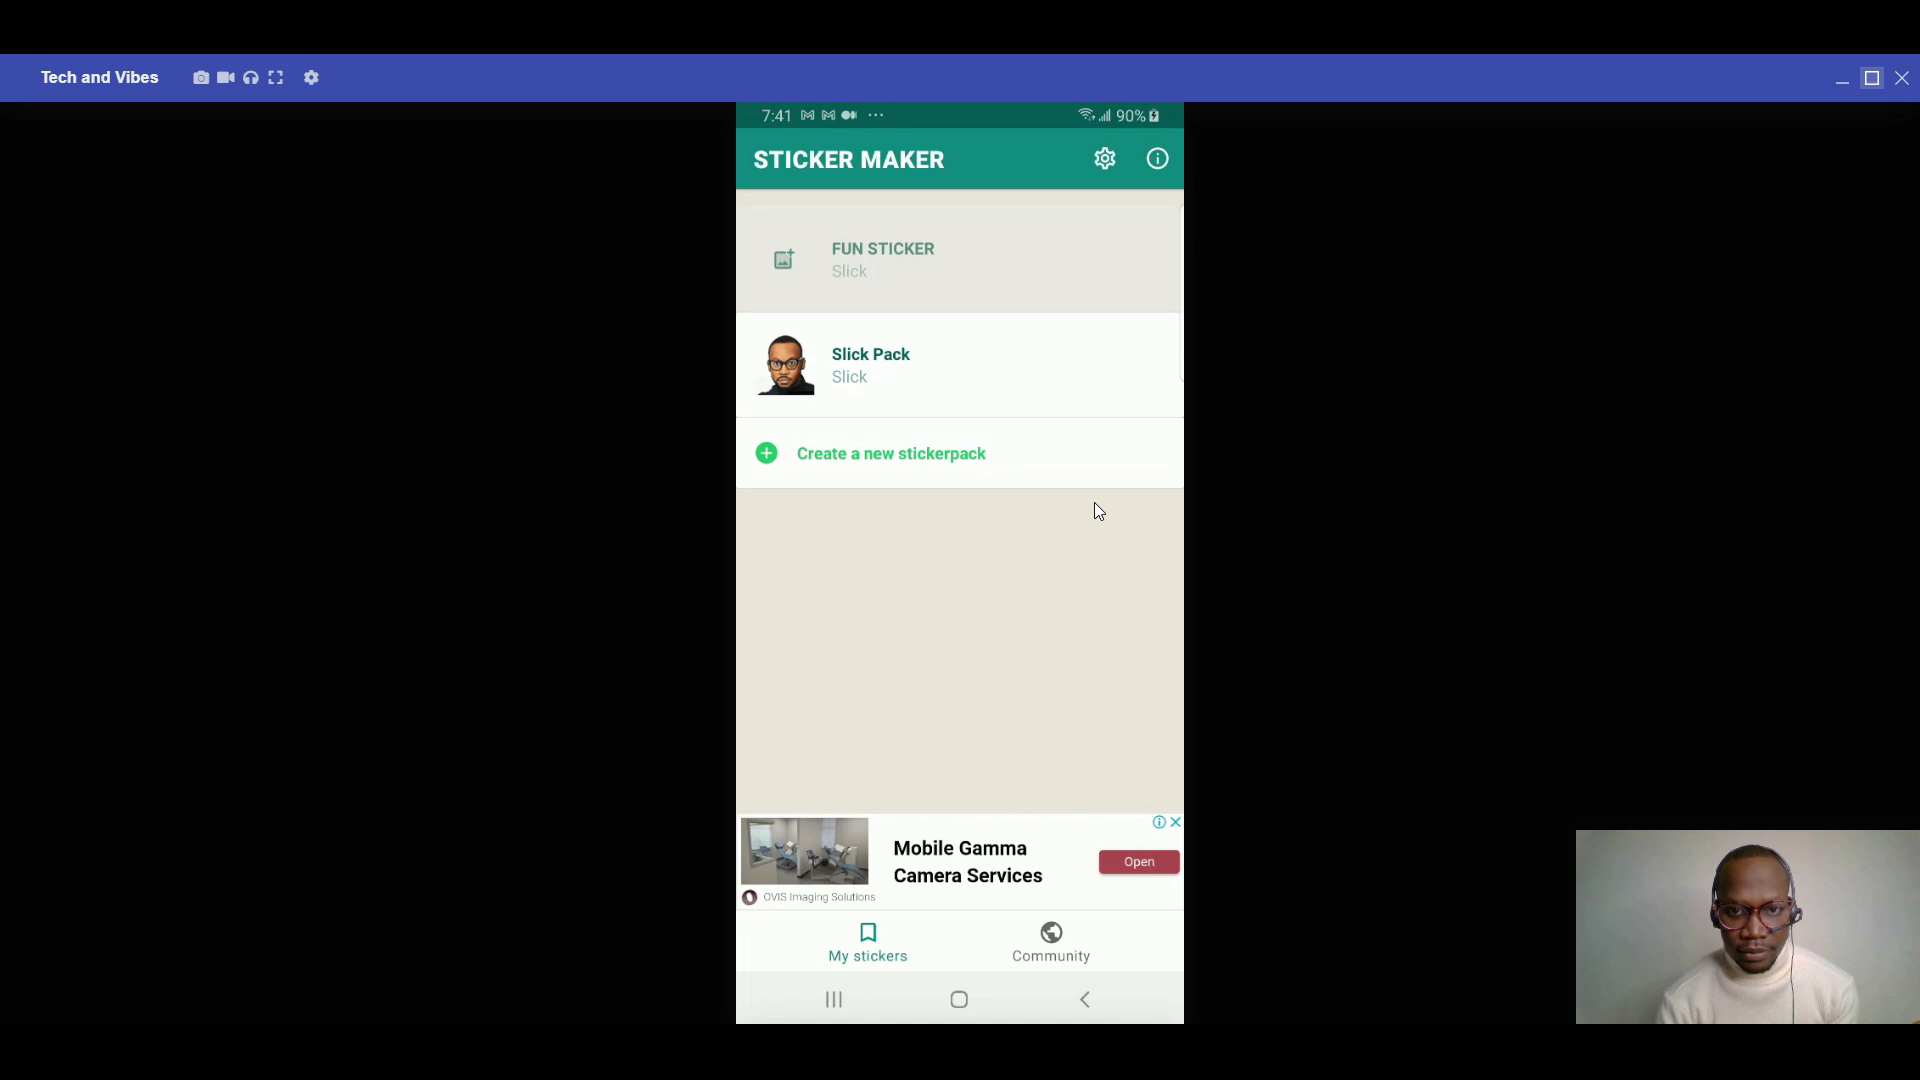 Tech and Vibes
7:41
90%
STICKER MAKER
FUN STICKER
Slick
Slick Pack
Slick
Create a new stickerpack
Mobile Gamma
Camera Services
Open
OVIS Imaging Solutions
My stickers
Community